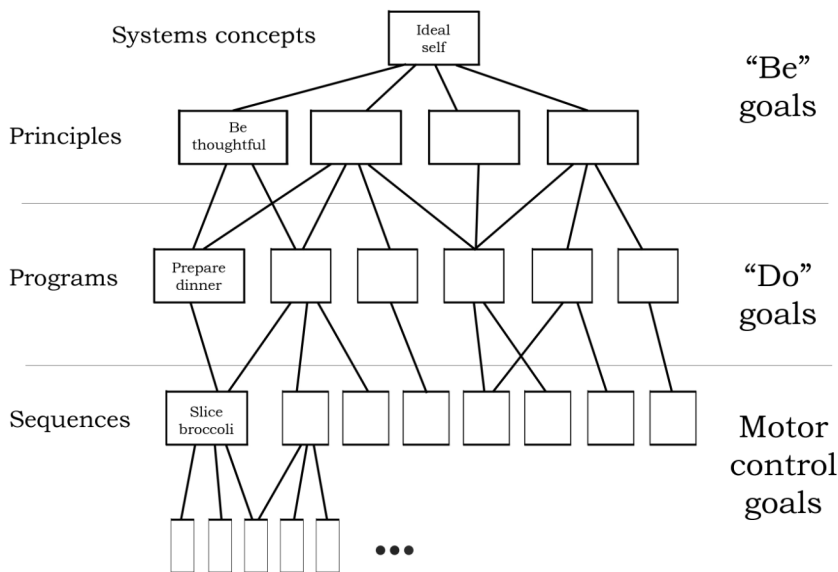 Systems concepts
Ideal
self
“Be”
goals
Principles
Be
thoughtful
Programs
Prepare
dinner
“Do”
goals
Sequences
Slice
broccoli
Motor
control
goals